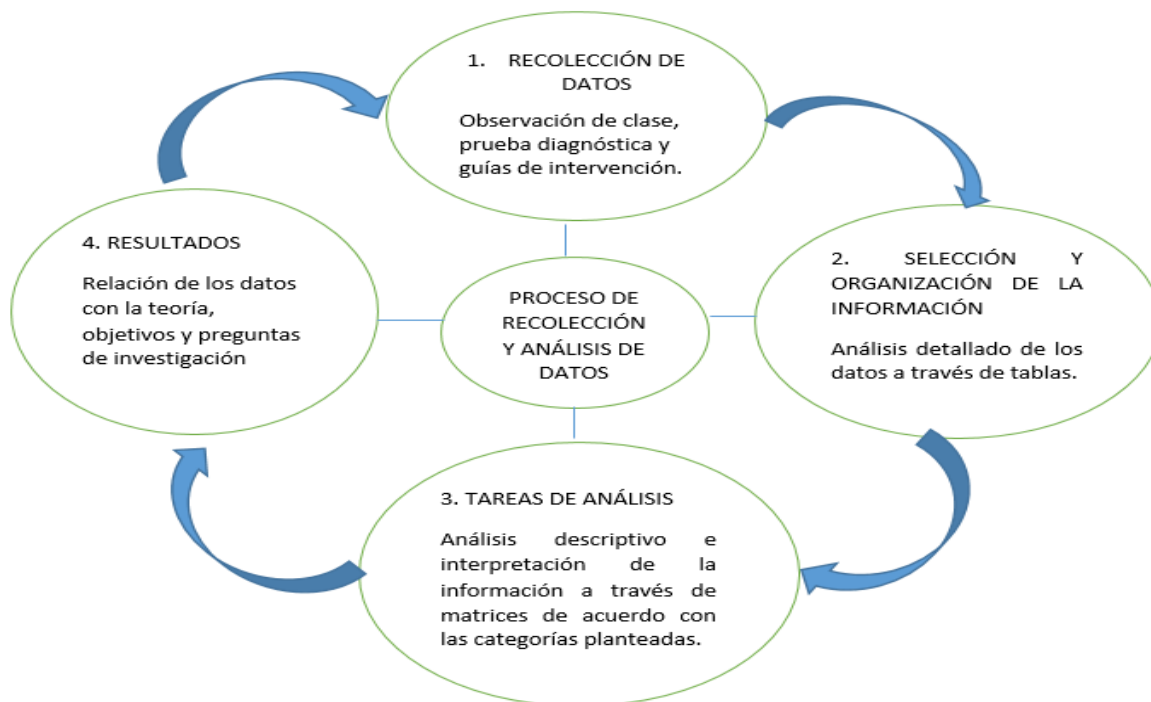 1. RECOLECCIÓN DE
DATOS
Observación de clase,
prueba diagnóstica y
guías de intervención.
2. SELECCIÓN Y
ORGANIZACIÓN DE LA
INFORMACIÓN
Análisis detallado de los
datos a través de tablas.
3. TAREAS DE ANÁLISIS
Análisis descriptivo e
interpretación de la
información a través de
matrices de acuerdo con
las categorías planteadas.
4. RESULTADOS
Relación de los datos
con la teoría,
objetivos y preguntas
de investigación
PROCESO DE
RECOLECCIÓN
Y ANÁLISIS DE
DATOS